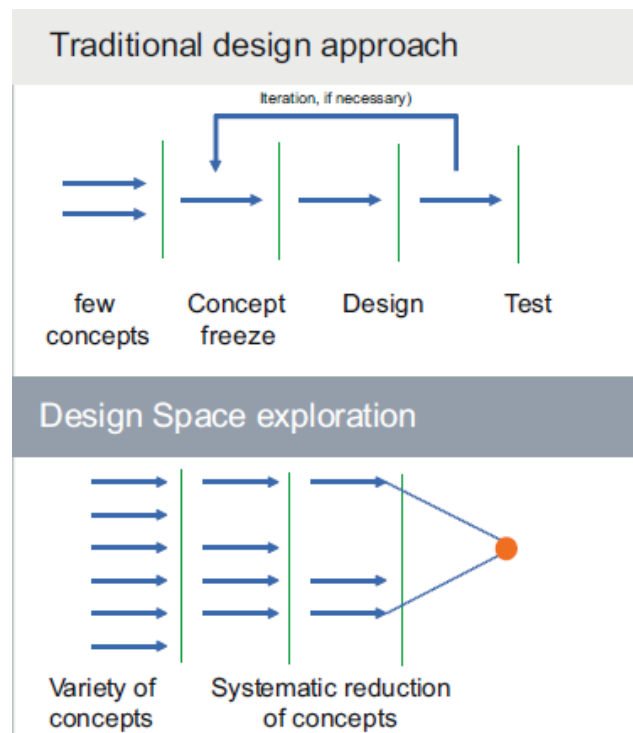 Traditional design approach
Iteration, if necessary)
few
concepts
Concept
freeze
Design
Test
Design Space exploration
Variety of
concepts
Systematic reduction
of concepts